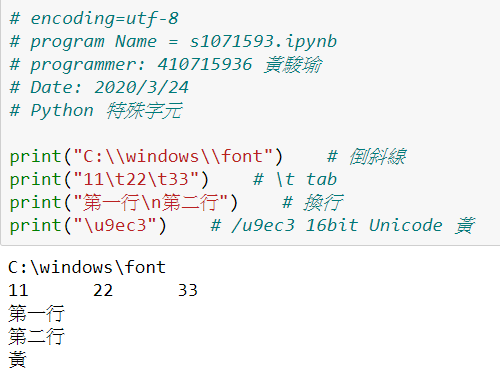 # encoding=utf-8
# program Name = s1071593.ipynb
# programmer: 410715936 黃駿瑜
# Date: 2020/3/24
# Python 特殊字元
print("C:\\windows\\font")    # 倒斜線
print("11\t22\t33")    # \t tab
print("第一行\n第二行")    # 換行
print("\u9ec3")    # /u9ec3 16bit Unicode 黃
C:\windows\font
11      22      33
第一行
第二行
黃